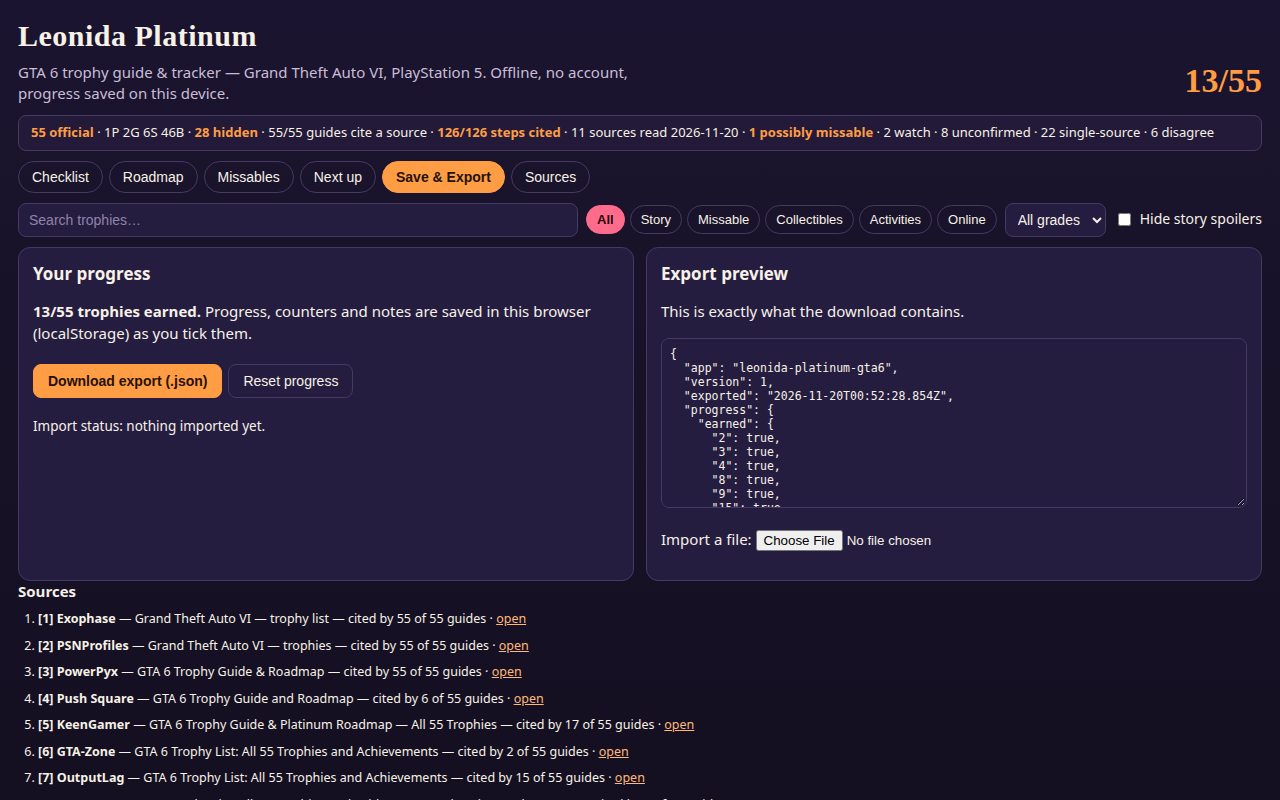 Leonida Platinum
GTA 6 trophy guide & tracker — Grand Theft Auto VI, PlayStation 5. Offline, no account,
progress saved on this device.
13/55
55 official · 1P 2G 6S 46B · 28 hidden · 55/55 guides cite a source · 126/126 steps cited · 11 sources read 2026-11-20 · 1 possibly missable · 2 watch · 8 unconfirmed · 22 single-source · 6 disagree
Checklist Roadmap Missables Next up Save & Export Sources
Search trophies… All Story Missable Collectibles Activities Online All grades Hide story spoilers
Your progress
13/55 trophies earned. Progress, counters and notes are saved in this browser
(localStorage) as you tick them.
Download export (.json) Reset progress
Import status: nothing imported yet.
Export preview
This is exactly what the download contains.
{
"app": "leonida-platinum-gta6",
"version": 1,
"exported": "2026-11-20T00:52:28.854Z",
"progress": {
"earned": {
"2": true,
"3": true,
"4": true,
"8": true,
"9": true,
"15": true,
Import a file: Choose File No file chosen
Sources
1. [1] Exophase — Grand Theft Auto VI — trophy list — cited by 55 of 55 guides · open
2. [2] PSNProfiles — Grand Theft Auto VI — trophies — cited by 55 of 55 guides · open
3. [3] PowerPyx — GTA 6 Trophy Guide & Roadmap — cited by 55 of 55 guides · open
4. [4] Push Square — GTA 6 Trophy Guide and Roadmap — cited by 6 of 55 guides · open
5. [5] KeenGamer — GTA 6 Trophy Guide & Platinum Roadmap — All 55 Trophies — cited by 17 of 55 guides · open
6. [6] GTA-Zone — GTA 6 Trophy List: All 55 Trophies and Achievements — cited by 2 of 55 guides · open
7. [7] OutputLag — GTA 6 Trophy List: All 55 Trophies and Achievements — cited by 15 of 55 guides · open